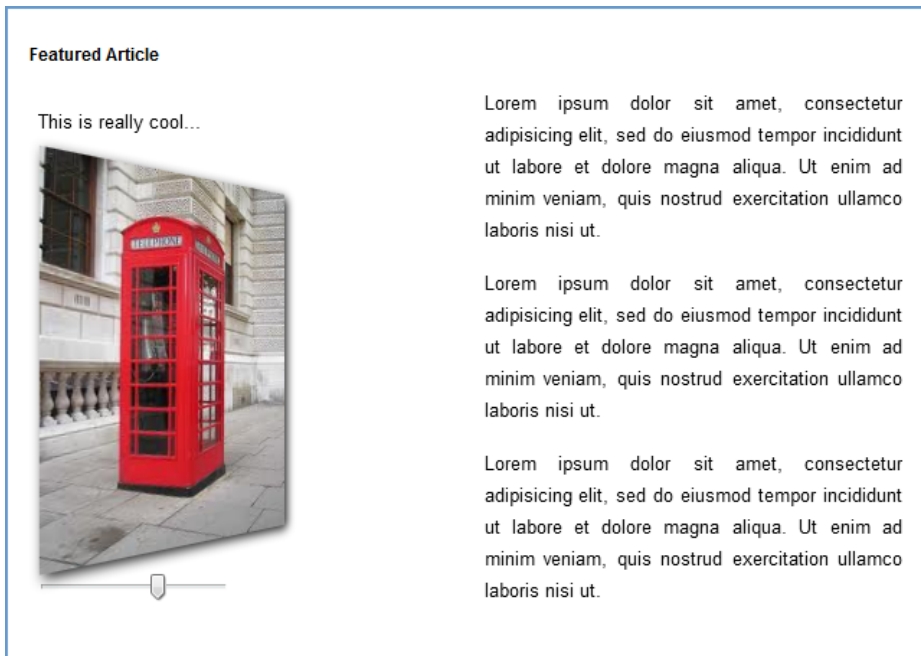 Featured Article
This is really cool...
TELEPHONE
Lorem ipsum dolor sit amet, consectetur
adipisicing elit, sed do eiusmod tempor incididunt
ut labore et dolore magna aliqua. Ut enim ad
minim veniam, quis nostrud exercitation ullamco
laboris nisi ut.
Lorem ipsum dolor sit amet, consectetur
adipisicing elit, sed do eiusmod tempor incididunt
ut labore et dolore magna aliqua. Ut enim ad
minim veniam, quis nostrud exercitation ullamco
laboris nisi ut.
Lorem ipsum dolor sit amet, consectetur
adipisicing elit, sed do eiusmod tempor incididunt
ut labore et dolore magna aliqua. Ut enim ad
minim veniam, quis nostrud exercitation ullamco
laboris nisi ut.